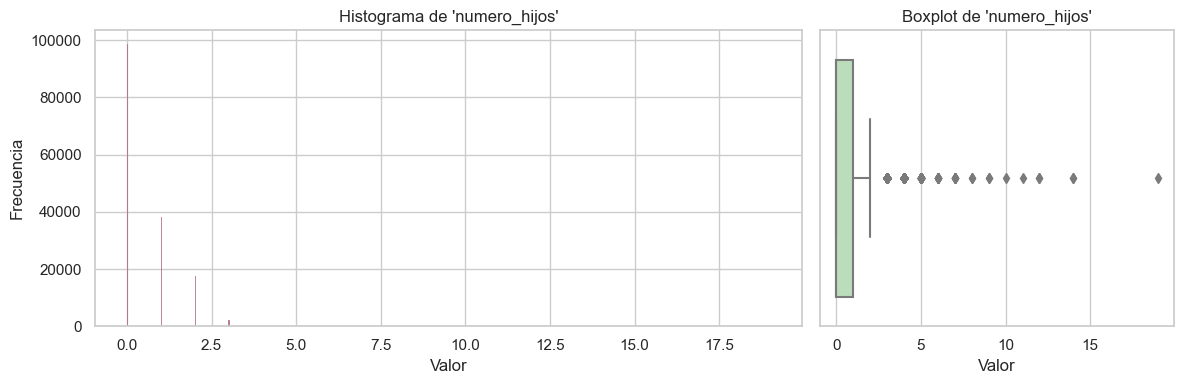 Histograma de 'numero_hijos'
100000
80000
60000
40000
20000
0
Frecuencia
0.0 2.5 5.0 7.5 10.0 12.5 15.0 17.5
Valor
Boxplot de 'numero_hijos'
0 5 10 15
Valor